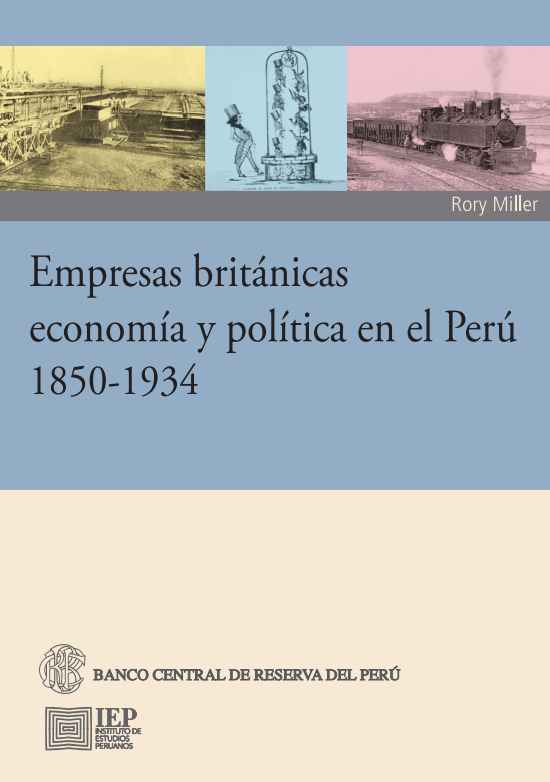 Rory Miller
Empresas británicas
economía y política en el Perú
1850-1934
BANCO CENTRAL DE RESERVA DEL PERÚ
IEP
INSTITUTO DE
ESTUDIOS
PERUANOS